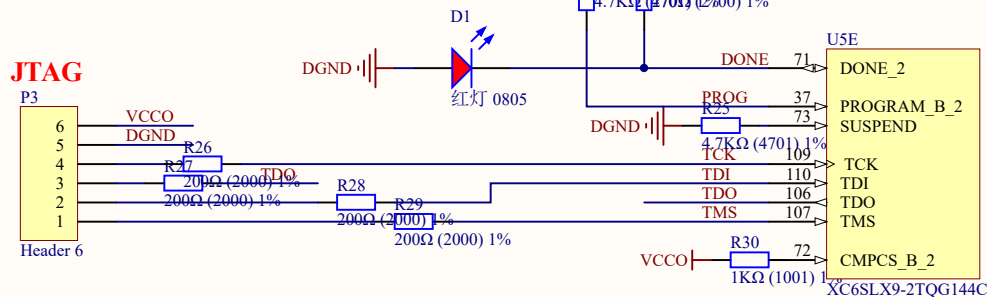 4.7KΩ (4701) 1%
D1
U5E
DGND
DONE
71
DONE_2
JTAG
P3
红灯 0805
PROG
37
PROGRAM_B_2
VCCO
6
R25
73
SUSPEND
DGND
5
DGND
4.7KΩ (4701) 1%
R26
4
TCK
109
TCK
R27
3
TDO
200Ω (2000) 1%
TDI
110
TDI
200Ω (2000) 1%
R28
2
TDO
106
TDO
R29
200Ω (2000) 1%
1
TMS
107
TMS
200Ω (2000) 1%
Header 6
R30
72
CMPCS_B_2
VCCO
1KΩ (1001) 1%
XC6SLX9-2TQG144C